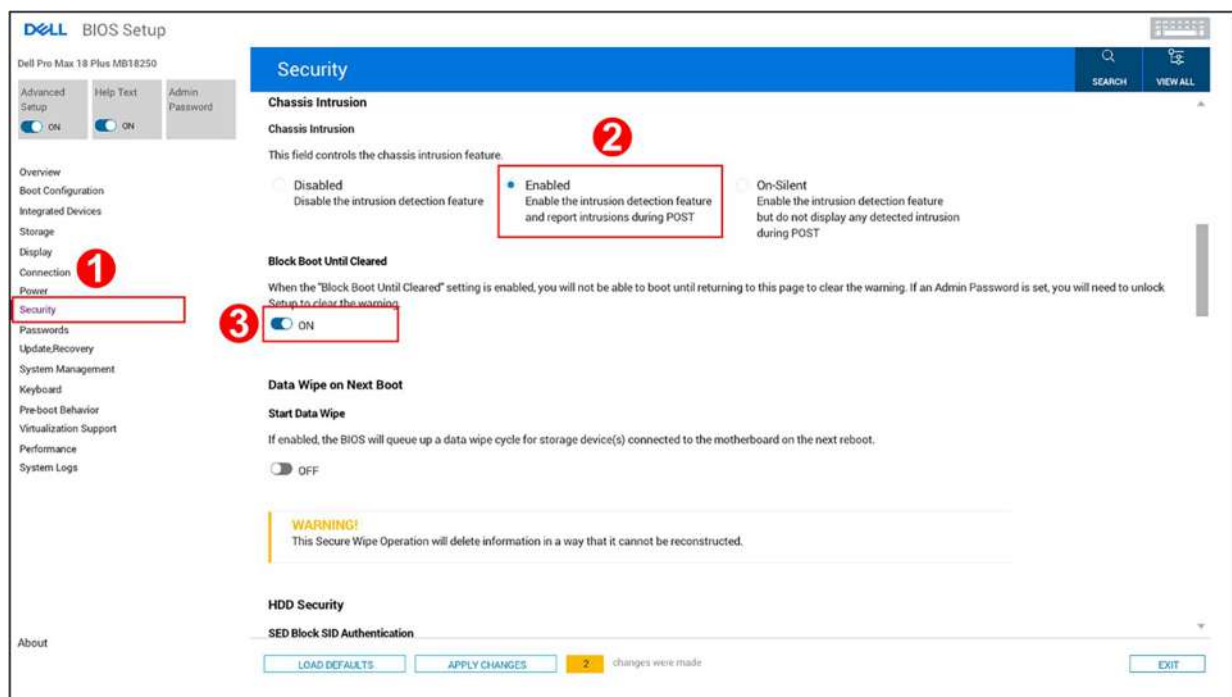 DELL BIOS Setup
Dell Pro Max 18 Plus MB18250
Advanced Setup
ON
Help Text
ON
Admin Password
Overview
Boot Configuration
Integrated Devices
Storage
Display
Connection
1
Power
Security
Passwords
Update,Recovery
System Management
Keyboard
Pre-boot Behavior
Virtualization Support
Performance
System Logs
About
Security
SEARCH
VIEW ALL
Chassis Intrusion
Chassis Intrusion
This field controls the chassis intrusion feature.
2
Disabled
Disable the intrusion detection feature
Enabled
Enable the intrusion detection feature
and report intrusions during POST
On-Silent
Enable the intrusion detection feature
but do not display any detected intrusion
during POST
Block Boot Until Cleared
When the "Block Boot Until Cleared" setting is enabled, you will not be able to boot until returning to this page to clear the warning. If an Admin Password is set, you will need to unlock
Setup to clear the warning.
3
ON
Data Wipe on Next Boot
Start Data Wipe
If enabled, the BIOS will queue up a data wipe cycle for storage device(s) connected to the motherboard on the next reboot.
OFF
WARNING!
This Secure Wipe Operation will delete information in a way that it cannot be reconstructed.
HDD Security
SED Block SID Authentication
LOAD DEFAULTS
APPLY CHANGES
2 changes were made
EXIT